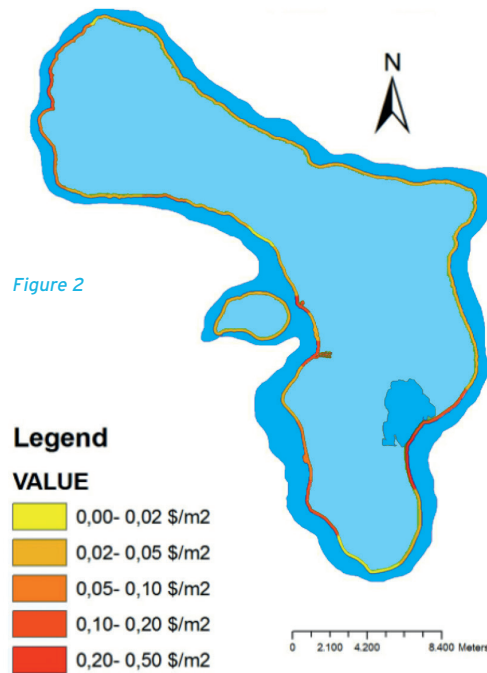 N
Figure 2
Legend
VALUE
0,00- 0,02 $/m2
0,02- 0,05 $/m2
0,05- 0,10 $/m2
0,10- 0,20 $/m2
0,20- 0,50 $/m2
0 2.100 4.200 8.400 Meters